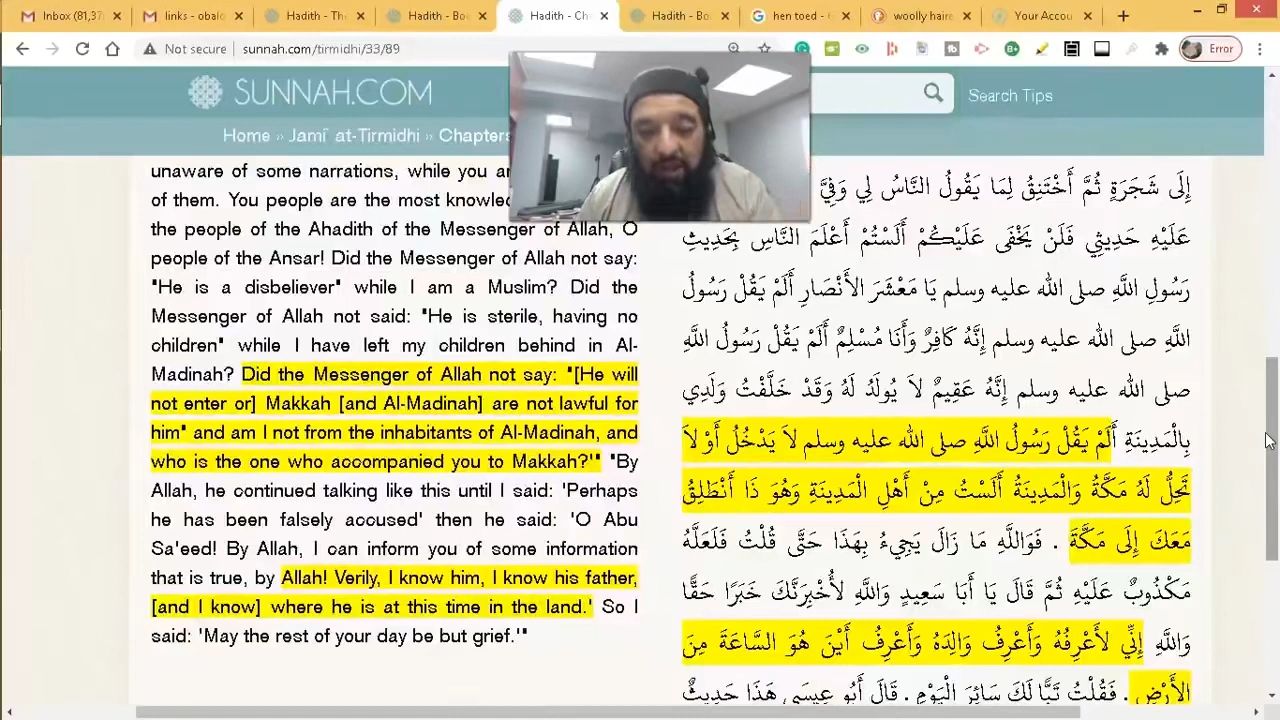 Inbox (81,37
links - obalo
Hadith - The
Hadith - Boo
Hadith - Ch
Hadith - Bo
hen toed -
woolly haire
Your Accou
Not secure
sunnah.com/tirmidhi/33/89
Error
SUNNAH.COM
Search Tips
Home » Jami` at-Tirmidhi » Chapters
unaware of some narrations, while you
of them. You people are the most
the people of the Ahadith of the Messenger of Allah, O
people of the Ansar! Did the Messenger of Allah not say:
"He is a disbeliever" while I am a Muslim? Did the
Messenger of Allah not said: "He is sterile, having no
children" while I have left my children behind in Al-
Madinah? Did the Messenger of Allah not say: "[He will
not enter or] Makkah [and Al-Madinah] are not lawful for
him" and am I not from the inhabitants of Al-Madinah, and
who is the one who accompanied you to Makkah?'" "By
Allah, he continued talking like this until I said: 'Perhaps
he has been falsely accused' then he said: 'O Abu
Sa'eed! By Allah, I can inform you of some information
that is true, by Allah! Verily, I know him, I know his father,
[and I know] where he is at this time in the land.' So I
said: 'May the rest of your day be but grief.'"
إِلَى شَجَرَةٍ ثُمَّ أَخْتَنِقُ لِمَا يَقُولُ النَّاسُ لِي وَفِيَّ
عَلَيْهِ حَدِيثِي فَلَنْ يَخْفَى عَلَيْكُمْ أَلَسْتُمْ أَعْلَمَ النَّاسِ بِحَدِيثِ
رَسُولِ اللَّهِ صلى الله عليه وسلم يَا مَعْشَرَ الأَنْصَارِ أَلَمْ يَقُلْ رَسُولُ
اللَّهِ صلى الله عليه وسلم إِنَّهُ كَافِرٌ وَأَنَا مُسْلِمٌ أَلَمْ يَقُلْ رَسُولُ اللَّهِ
صلى الله عليه وسلم إِنَّهُ عَقِيمٌ لاَ يُولَدُ لَهُ وَقَدْ خَلَّفْتُ وَلَدِي
بِالْمَدِينَةِ أَلَمْ يَقُلْ رَسُولُ اللَّهِ صلى الله عليه وسلم لاَ يَدْخُلُ أَوْ لاَ
تَحِلُّ لَهُ مَكَّةُ وَالْمَدِينَةُ أَلَسْتُ مِنْ أَهْلِ الْمَدِينَةِ وَهُوَ ذَا أَنْطَلِقُ
مَعَكَ إِلَى مَكَّةَ . فَوَاللَّهِ مَا زَالَ يَجِيءُ بِهَذَا حَتَّى قُلْتُ فَلَعَلَّهُ
مَكْذُوبٌ عَلَيْهِ ثُمَّ قَالَ يَا أَبَا سَعِيدٍ وَاللَّهِ لأُخْبِرَنَّكَ خَبَرًا حَقًّا
وَاللَّهِ إِنِّي لأَعْرِفُهُ وَأَعْرِفُ وَالِدَهُ وَأَعْرِفُ أَيْنَ هُوَ السَّاعَةَ مِنَ
الأَرْضِ . فَقُلْتُ تَبًّا لَكَ سَائِرَ الْيَوْمِ . قَالَ أَبُو عِيسَى هَذَا حَدِيثٌ